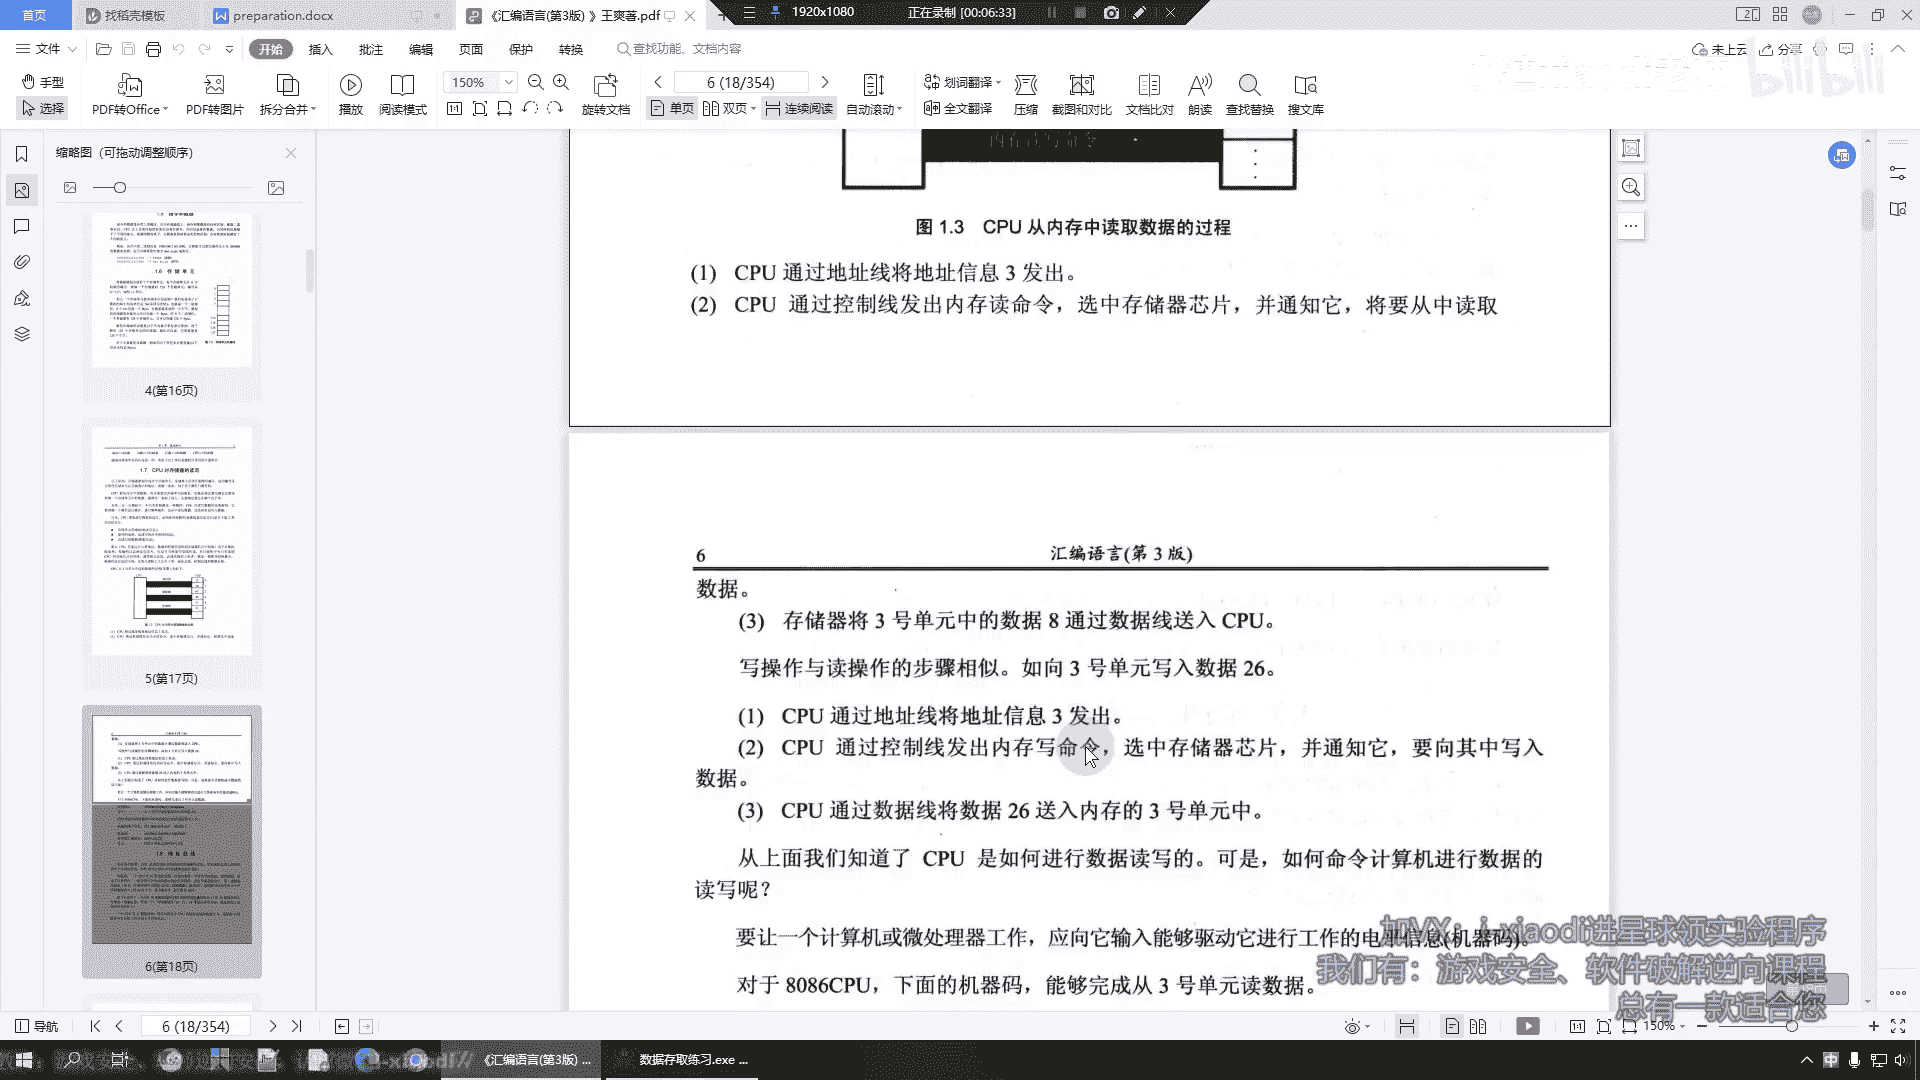 首页
找稻壳模板
preparation.docx
《汇编语言(第3版) 》王爽著.pdf
1920x1080
正在录制 [00:06:33]
文件
开始
插入
批注
编辑
页面
保护
转换
查找功能、文档内容
未上云
分享
手型
选择
PDF转Office
PDF转图片
拆分合并
播放
阅读模式
150%
旋转文档
6 (18/354)
单页
双页
连续阅读
自动滚动
划词翻译
全文翻译
压缩
截图和对比
文档比对
朗读
查找替换
搜文库
bilibili
缩略图（可拖动调整顺序）
4(第16页)
5(第17页)
6(第18页)
图 1.3 CPU 从内存中读取数据的过程
(1) CPU 通过地址线将地址信息 3 发出。
(2) CPU 通过控制线发出内存读命令，选中存储器芯片，并通知它，将要从中读取
6
汇编语言(第 3 版)
数据。
(3) 存储器将 3 号单元中的数据 8 通过数据线送入 CPU。
写操作与读操作的步骤相似。如向 3 号单元写入数据 26。
(1) CPU 通过地址线将地址信息 3 发出。
(2) CPU 通过控制线发出内存写命令，选中存储器芯片，并通知它，要向其中写入
数据。
(3) CPU 通过数据线将数据 26 送入内存的 3 号单元中。
从上面我们知道了 CPU 是如何进行数据读写的。可是，如何命令计算机进行数据的
读写呢？
要让一个计算机或微处理器工作，应向它输入能够驱动它进行工作的电平信息(机器码)。
对于 8086CPU，下面的机器码，能够完成从 3 号单元读数据。
我们有：游戏安全、软件破解逆向课程
总有一款适合您
导航
6 (18/354)
150%
《汇编语言(第3版) ...
数据存取练习.exe ...
中